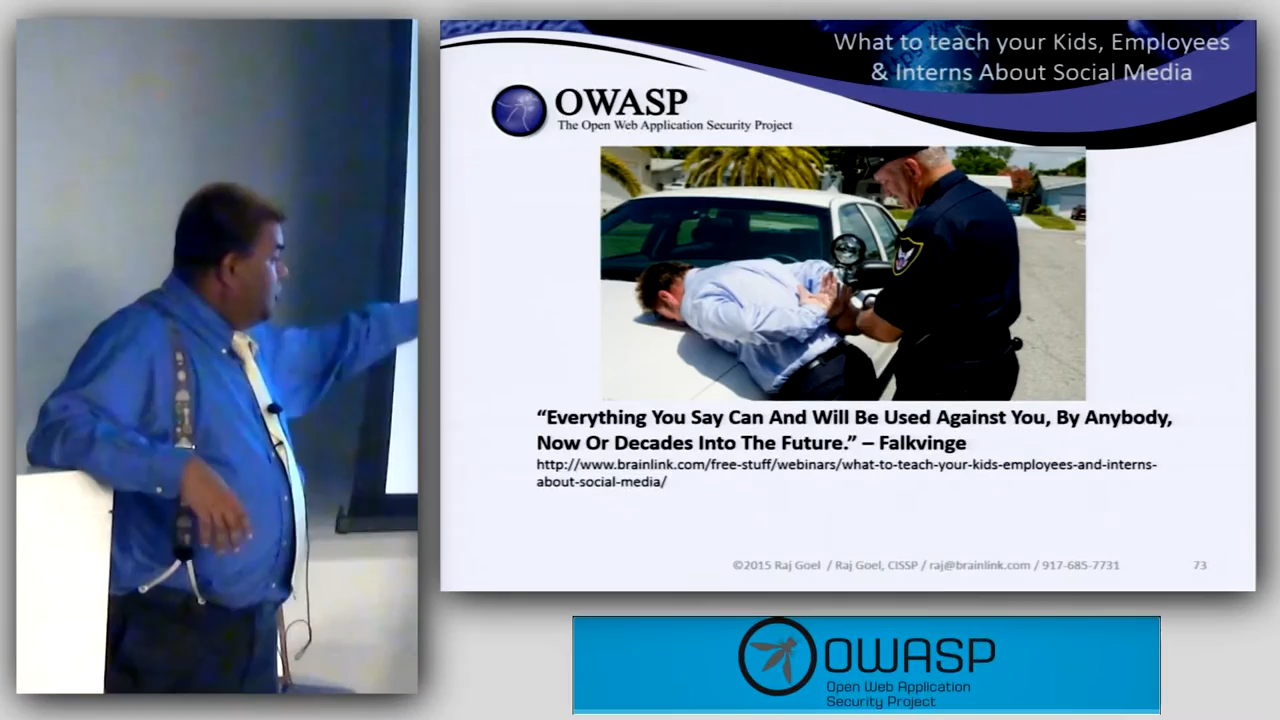 What to teach your Kids, Employees
& Interns About Social Media
OWASP
The Open Web Application Security Project
“Everything You Say Can And Will Be Used Against You, By Anybody,
Now Or Decades Into The Future.” – Falkvinge
http://www.brainlink.com/free-stuff/webinars/what-to-teach-your-kids-employees-and-interns-
about-social-media/
©2015 Raj Goel / Raj Goel, CISSP / raj@brainlink.com / 917-685-7731
73
OWASP
Open Web Application
Security Project